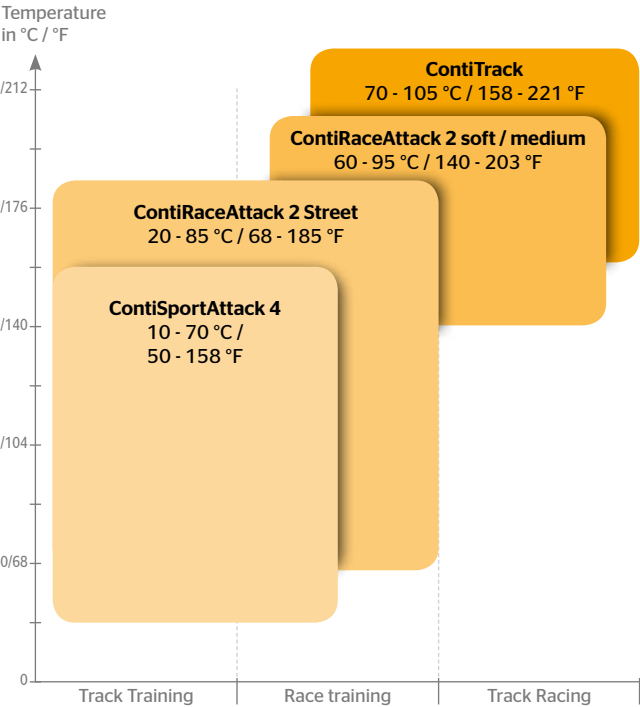 Temperature
in °C / °F
ContiTrack
70 - 105 °C / 158 - 221 °F
/212
ContiRaceAttack 2 soft / medium
60 - 95 °C / 140 - 203 °F
/176
ContiRaceAttack 2 Street
20 - 85 °C / 68 - 185 °F
ContiSportAttack 4
10 - 70 °C /
50 - 158 °F
/140
/104
0/68
0
Track Training
Race training
Track Racing